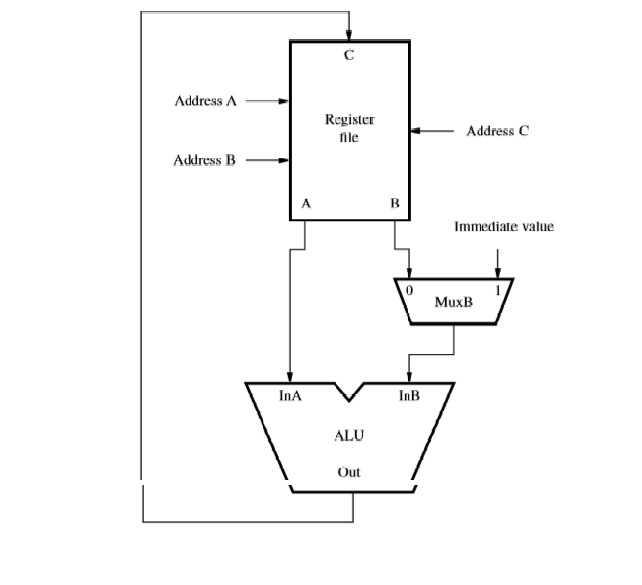 C
Address A
Register
file
Address C
Address B
A
B
Immediate value
0
1
MuxB
InA
InB
ALU
Out